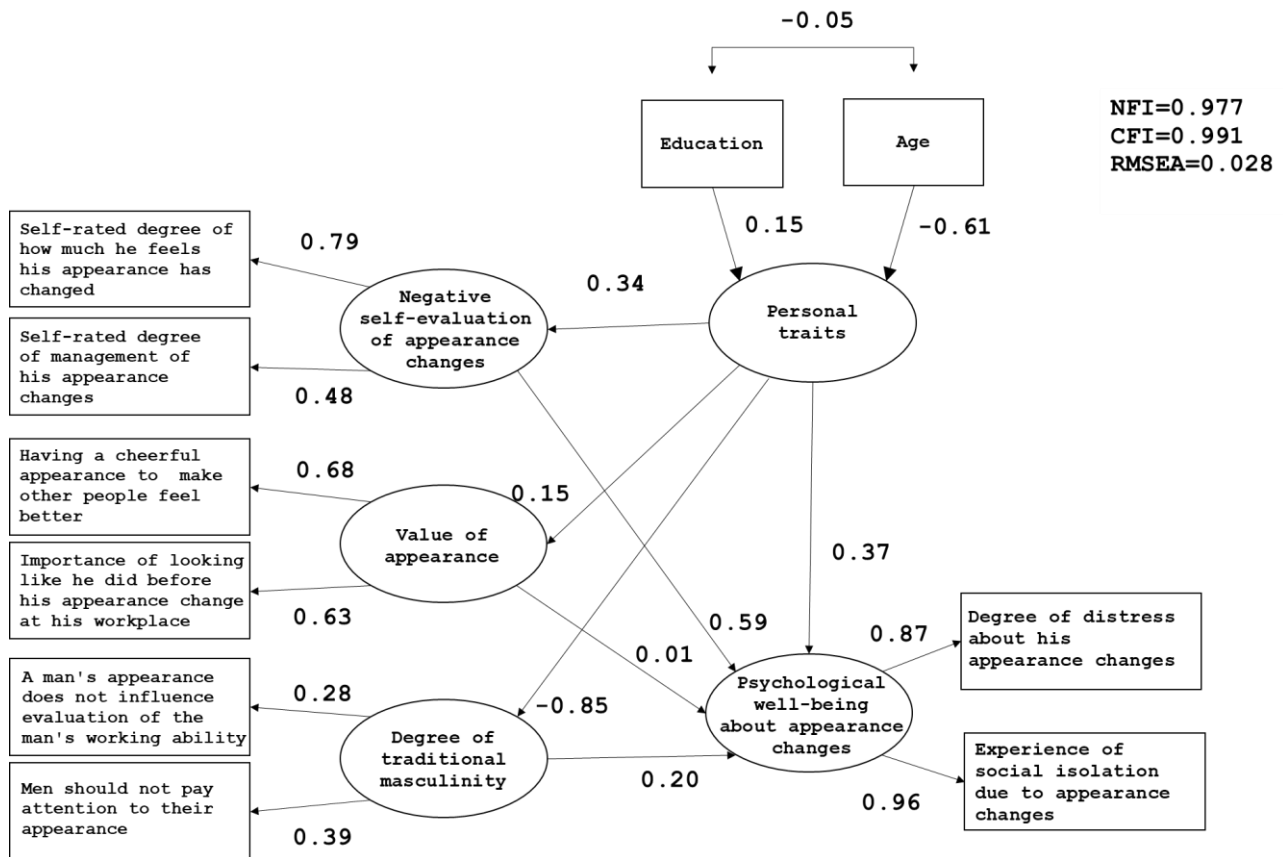 -0.05
Education
Age
NFI=0.977
CFI=0.991
RMSEA=0.028
0.15
-0.61
Self-rated degree of
how much he feels
his appearance has
changed
0.79
Negative
self-evaluation
of appearance
changes
0.34
Personal
traits
Self-rated degree
of management of
his appearance
changes
0.48
Having a cheerful
appearance to make
other people feel
better
0.68
0.15
Value of
appearance
0.37
Importance of looking
like he did before
his appearance change
at his workplace
0.63
0.59
0.01
Degree of distress
about his
appearance changes
0.87
A man's appearance
does not influence
evaluation of the
man's working ability
0.28
-0.85
Psychological
well-being
about appearance
changes
Degree of
traditional
masculinity
0.20
Experience of
social isolation
due to appearance
changes
0.96
Men should not pay
attention to their
appearance
0.39